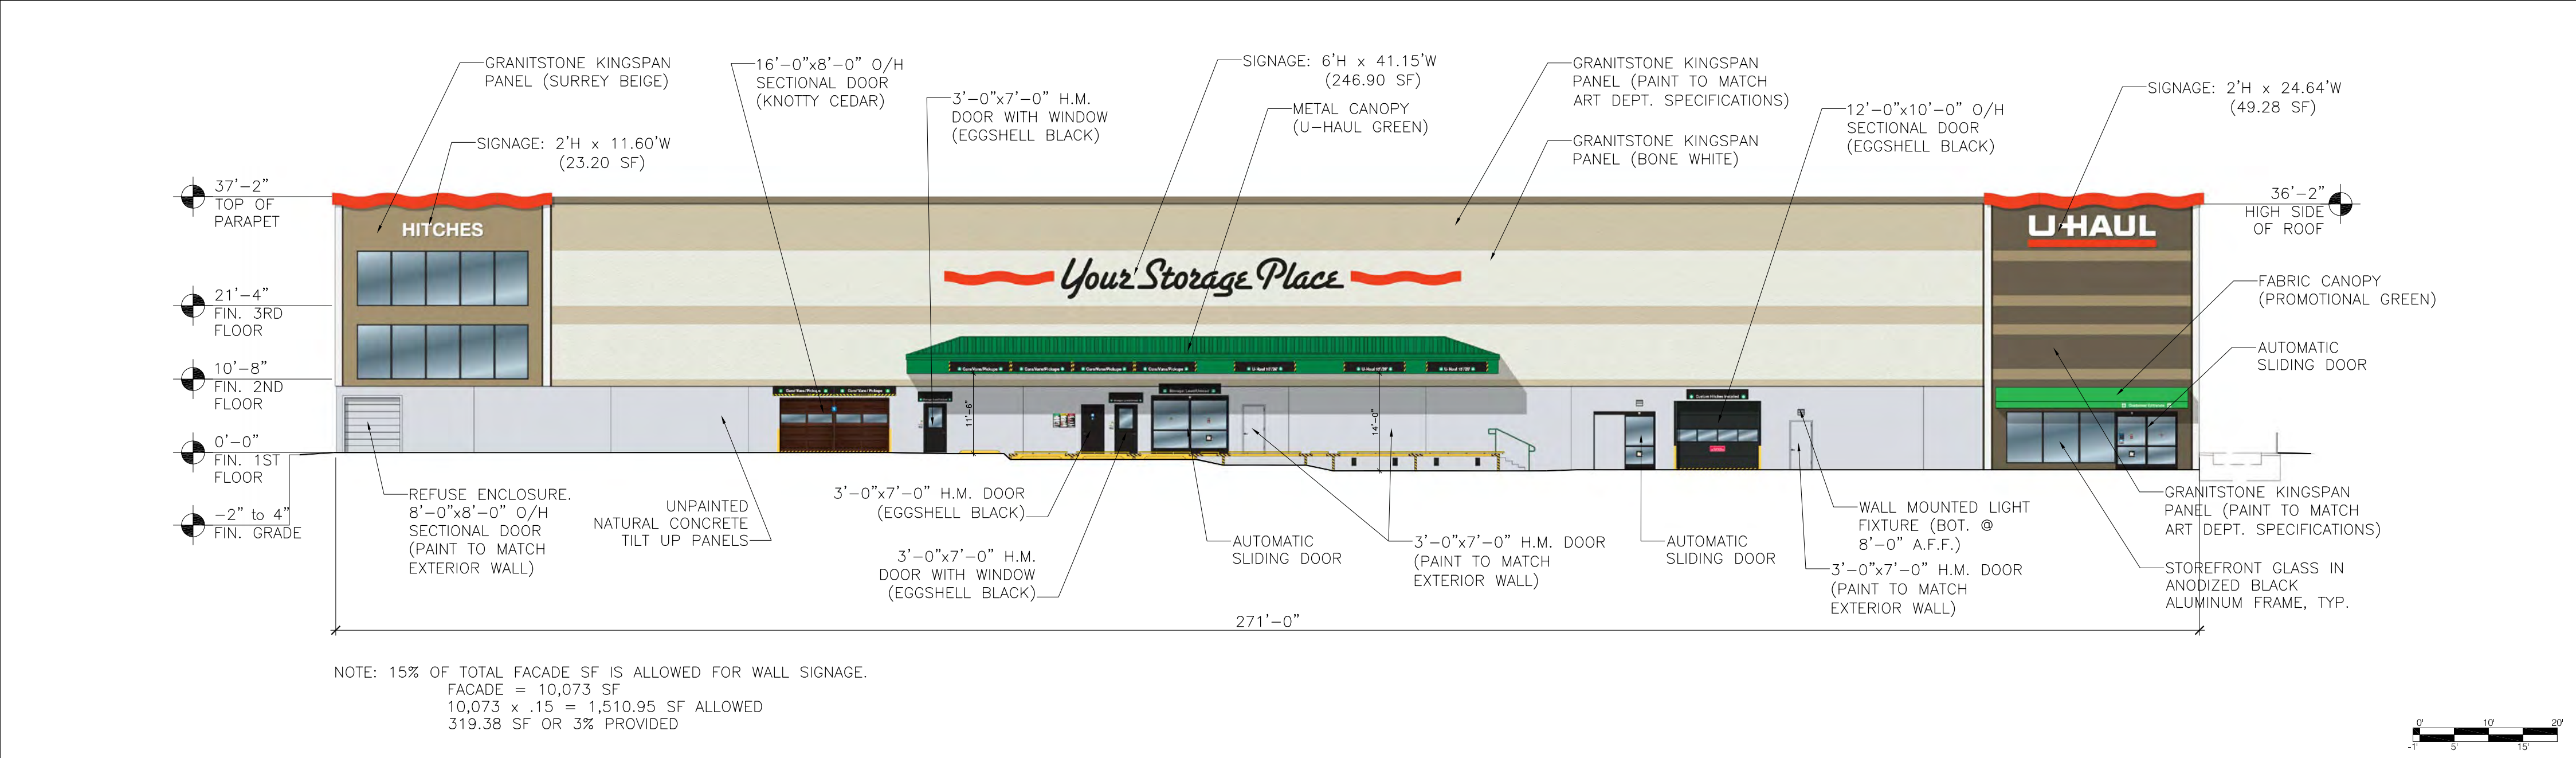 GRANITSTONE KINGSPAN
PANEL (SURREY BEIGE)
SIGNAGE: 2'H x 11.60'W
(23.20 SF)
16'-0"x8'-0" O/H
SECTIONAL DOOR
(KNOTTY CEDAR)
3'-0"x7'-0" H.M.
DOOR WITH WINDOW
(EGGSHELL BLACK)
SIGNAGE: 6'H x 41.15'W
(246.90 SF)
METAL CANOPY
(U-HAUL GREEN)
GRANITSTONE KINGSPAN
PANEL (PAINT TO MATCH
ART DEPT. SPECIFICATIONS)
GRANITSTONE KINGSPAN
PANEL (BONE WHITE)
12'-0"x10'-0" O/H
SECTIONAL DOOR
(EGGSHELL BLACK)
SIGNAGE: 2'H x 24.64'W
(49.28 SF)
37'-2"
TOP OF
PARAPET
21'-4"
FIN. 3RD
FLOOR
10'-8"
FIN. 2ND
FLOOR
0'-0"
FIN. 1ST
FLOOR
-2" to 4"
FIN. GRADE
HITCHES
Your Storage Place
U-HAUL
36'-2"
HIGH SIDE
OF ROOF
FABRIC CANOPY
(PROMOTIONAL GREEN)
AUTOMATIC
SLIDING DOOR
11'-6"
14'-0"
REFUSE ENCLOSURE.
8'-0"x8'-0" O/H
SECTIONAL DOOR
(PAINT TO MATCH
EXTERIOR WALL)
UNPAINTED
NATURAL CONCRETE
TILT UP PANELS
3'-0"x7'-0" H.M. DOOR
(EGGSHELL BLACK)
3'-0"x7'-0" H.M.
DOOR WITH WINDOW
(EGGSHELL BLACK)
AUTOMATIC
SLIDING DOOR
3'-0"x7'-0" H.M. DOOR
(PAINT TO MATCH
EXTERIOR WALL)
AUTOMATIC
SLIDING DOOR
WALL MOUNTED LIGHT
FIXTURE (BOT. @
8'-0" A.F.F.)
3'-0"x7'-0" H.M. DOOR
(PAINT TO MATCH
EXTERIOR WALL)
GRANITSTONE KINGSPAN
PANEL (PAINT TO MATCH
ART DEPT. SPECIFICATIONS)
STOREFRONT GLASS IN
ANODIZED BLACK
ALUMINUM FRAME, TYP.
271'-0"
NOTE: 15% OF TOTAL FACADE SF IS ALLOWED FOR WALL SIGNAGE.
FACADE = 10,073 SF
10,073 x .15 = 1,510.95 SF ALLOWED
319.38 SF OR 3% PROVIDED
0' 10' 20'
-1' 5' 15'